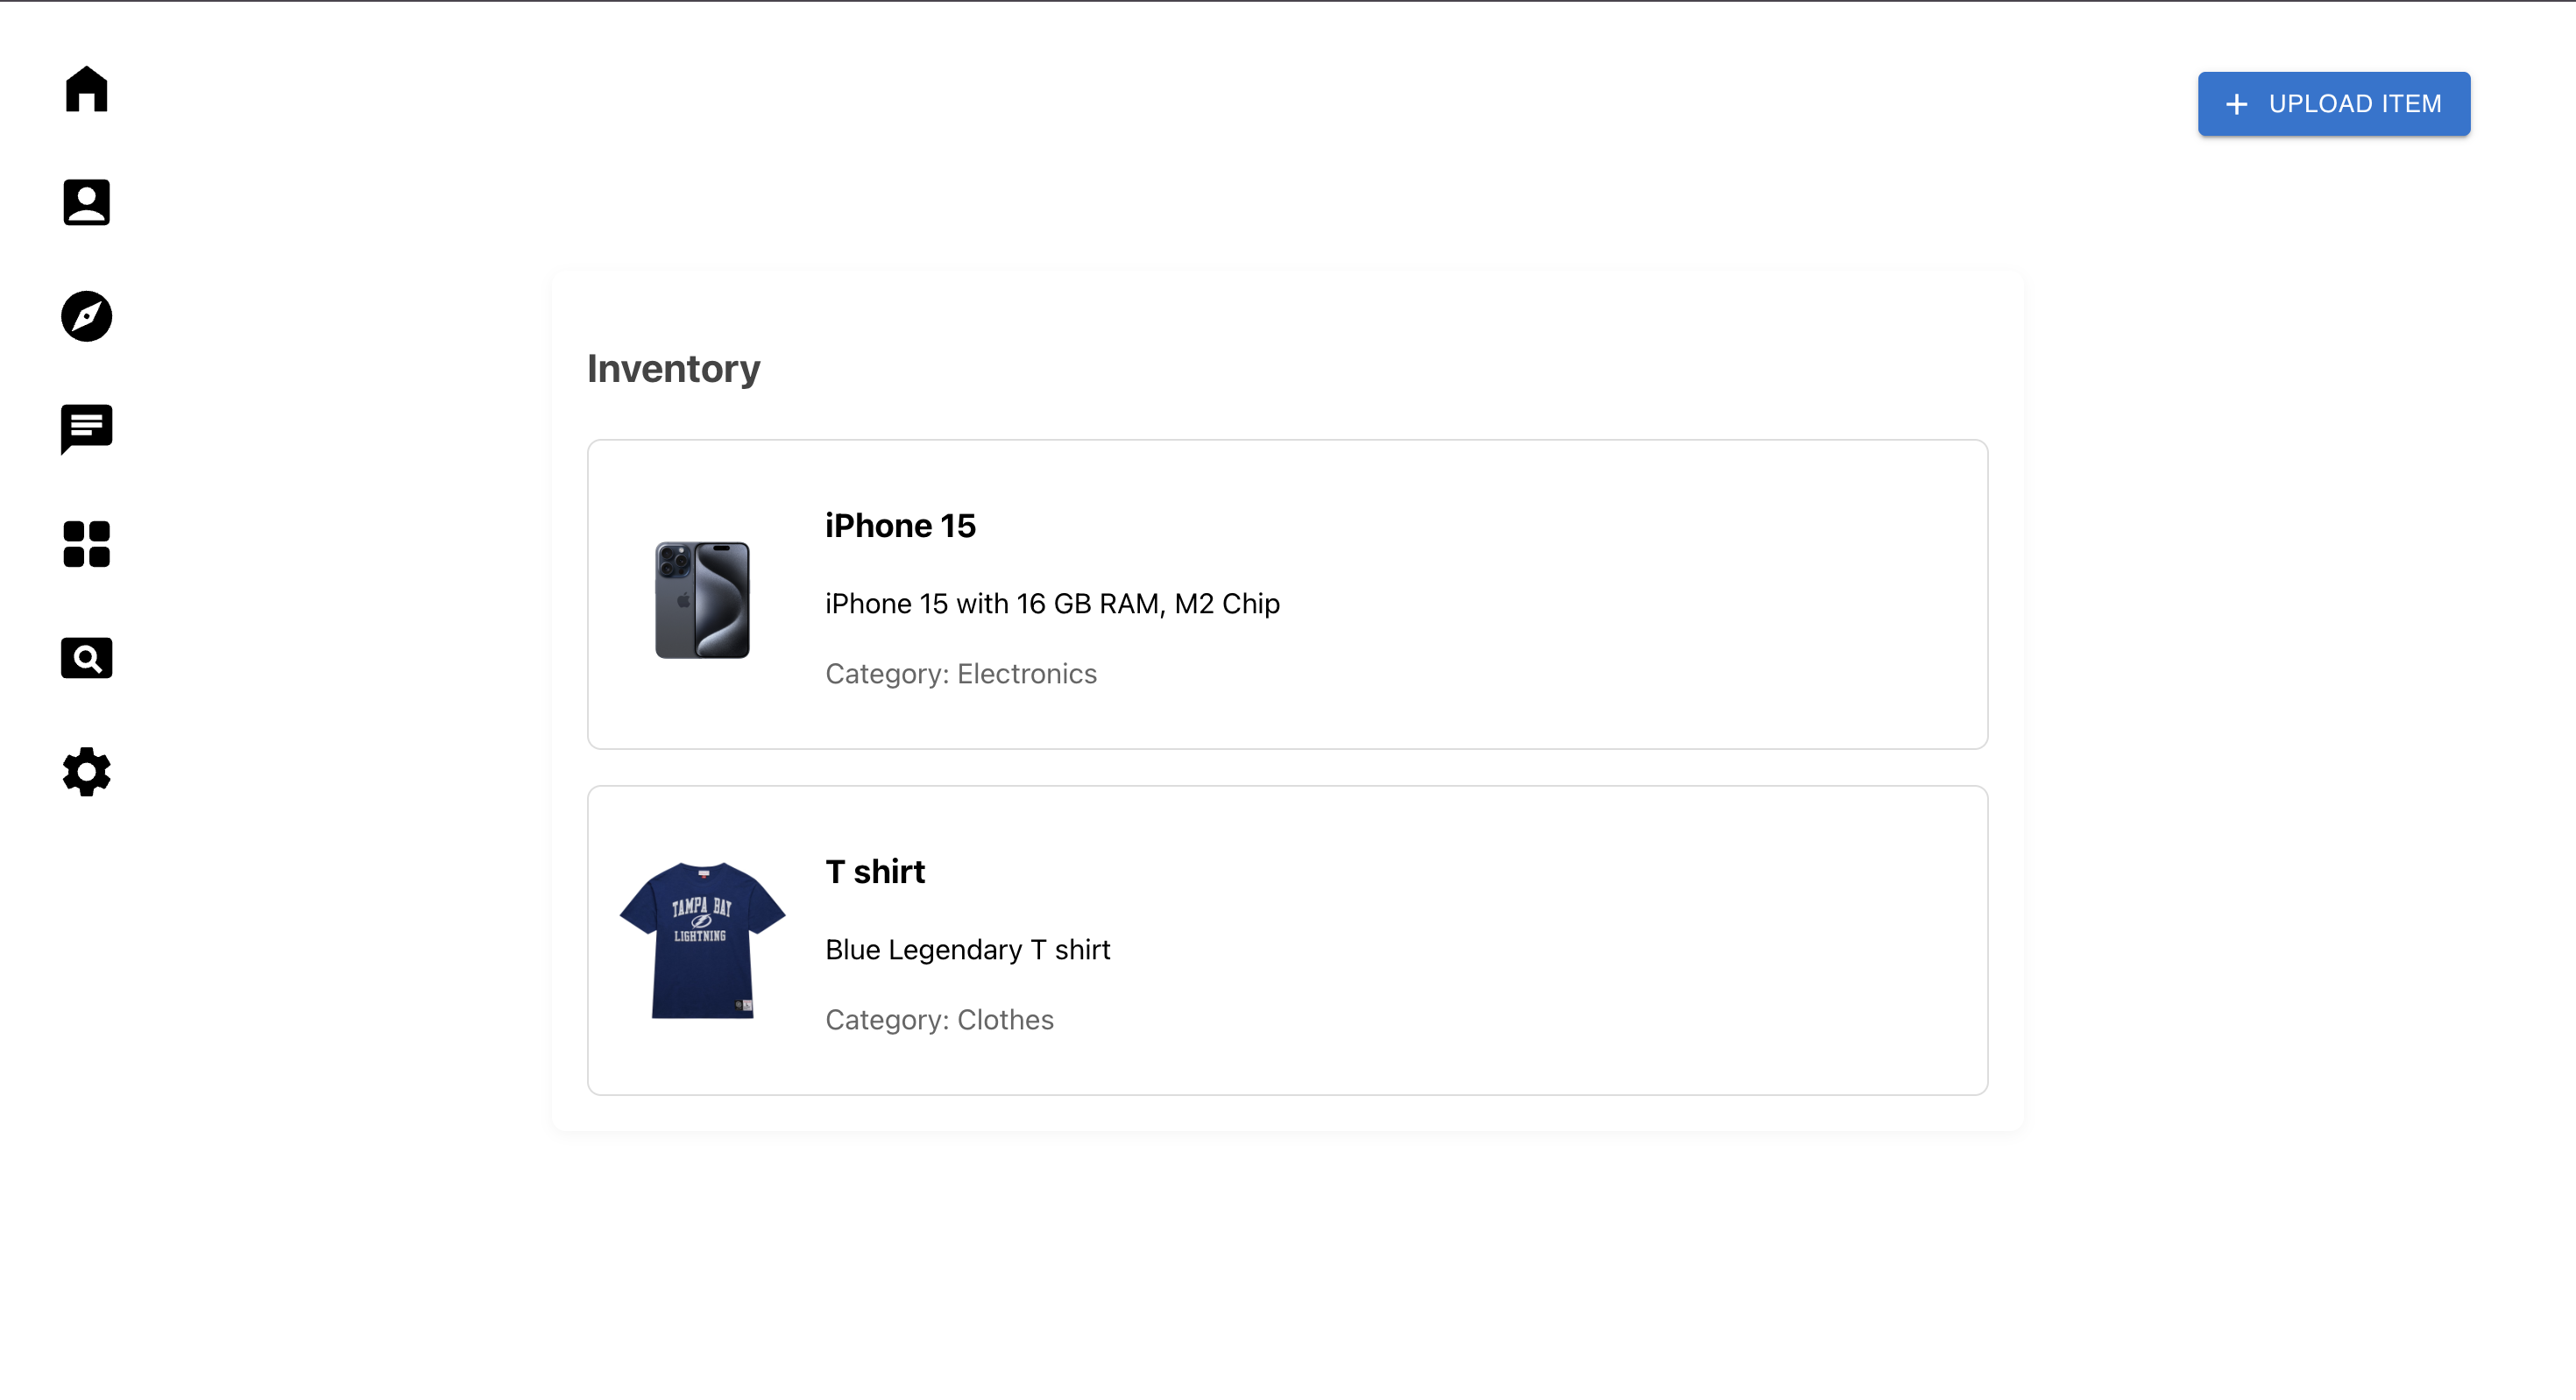 UPLOAD ITEM
Inventory
iPhone 15
iPhone 15 with 16 GB RAM, M2 Chip
Category: Electronics
TAMPA BAY
LIGHTNING
T shirt
Blue Legendary T shirt
Category: Clothes